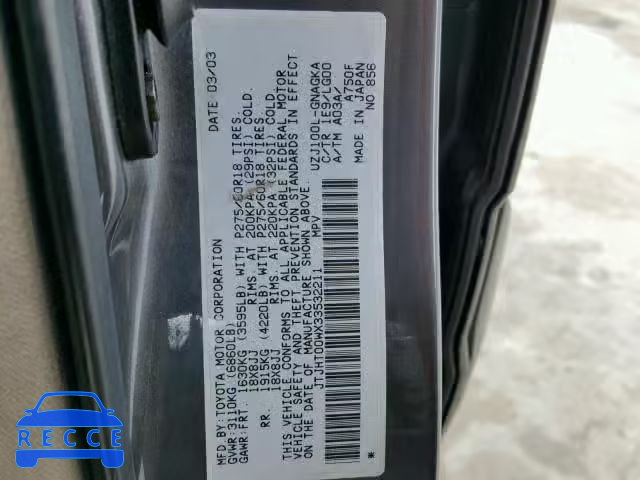 MFD BY: TOYOTA MOTOR CORPORATION DATE 03/03
GVWR: 3110KG (6860LB)
GAWR: FRT. 1630KG (3595LB) WITH P275/60R18 TIRES,
18X8JJ RIMS, AT 200KPA (29PSI) COLD.
RR. 1915KG (4220LB) WITH P275/60R18 TIRES,
18X8JJ RIMS, AT 220KPA (32PSI) COLD.
THIS VEHICLE CONFORMS TO ALL APPLICABLE FEDERAL MOTOR
VEHICLE SAFETY AND THEFT PREVENTION STANDARDS IN EFFECT
ON THE DATE OF MANUFACTURE SHOWN ABOVE.
JTJHT00WX33532211 MPV
UZJ100L-GNAGKA
C/TR 1E9/LG00
A/TM A03A/ A750F
MADE IN JAPAN
* NO 856
RECCE